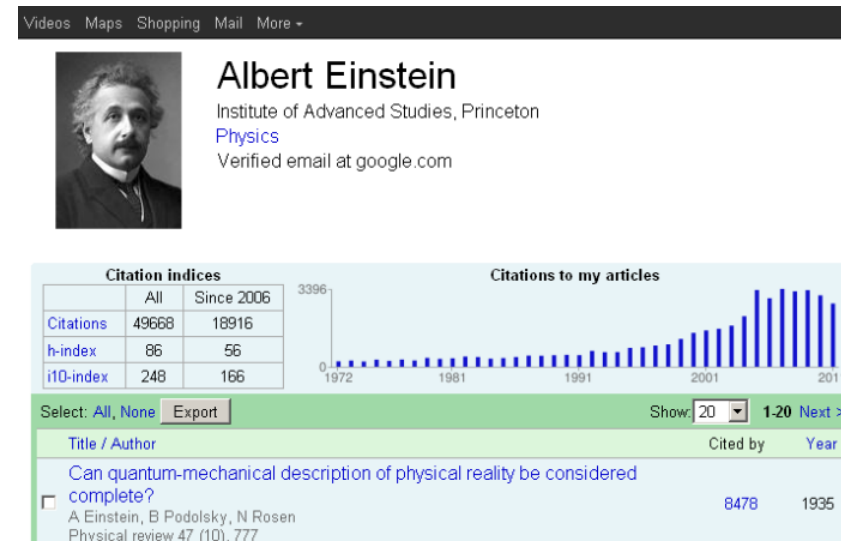 Videos Maps Shopping Mail More
Albert Einstein
Institute of Advanced Studies, Princeton
Physics
Verified email at google.com
Citation indices
All Since 2006
Citations 49668 18916
h-index 86 56
i10-index 248 166
Citations to my articles
3396
0
1972 1981 1991 2001 201
Select: All, None Export Show: 20 1-20 Next >
Title / Author Cited by Year
Can quantum-mechanical description of physical reality be considered
complete? 8478 1935
A Einstein, B Podolsky, N Rosen
Physical review 47 (10), 777